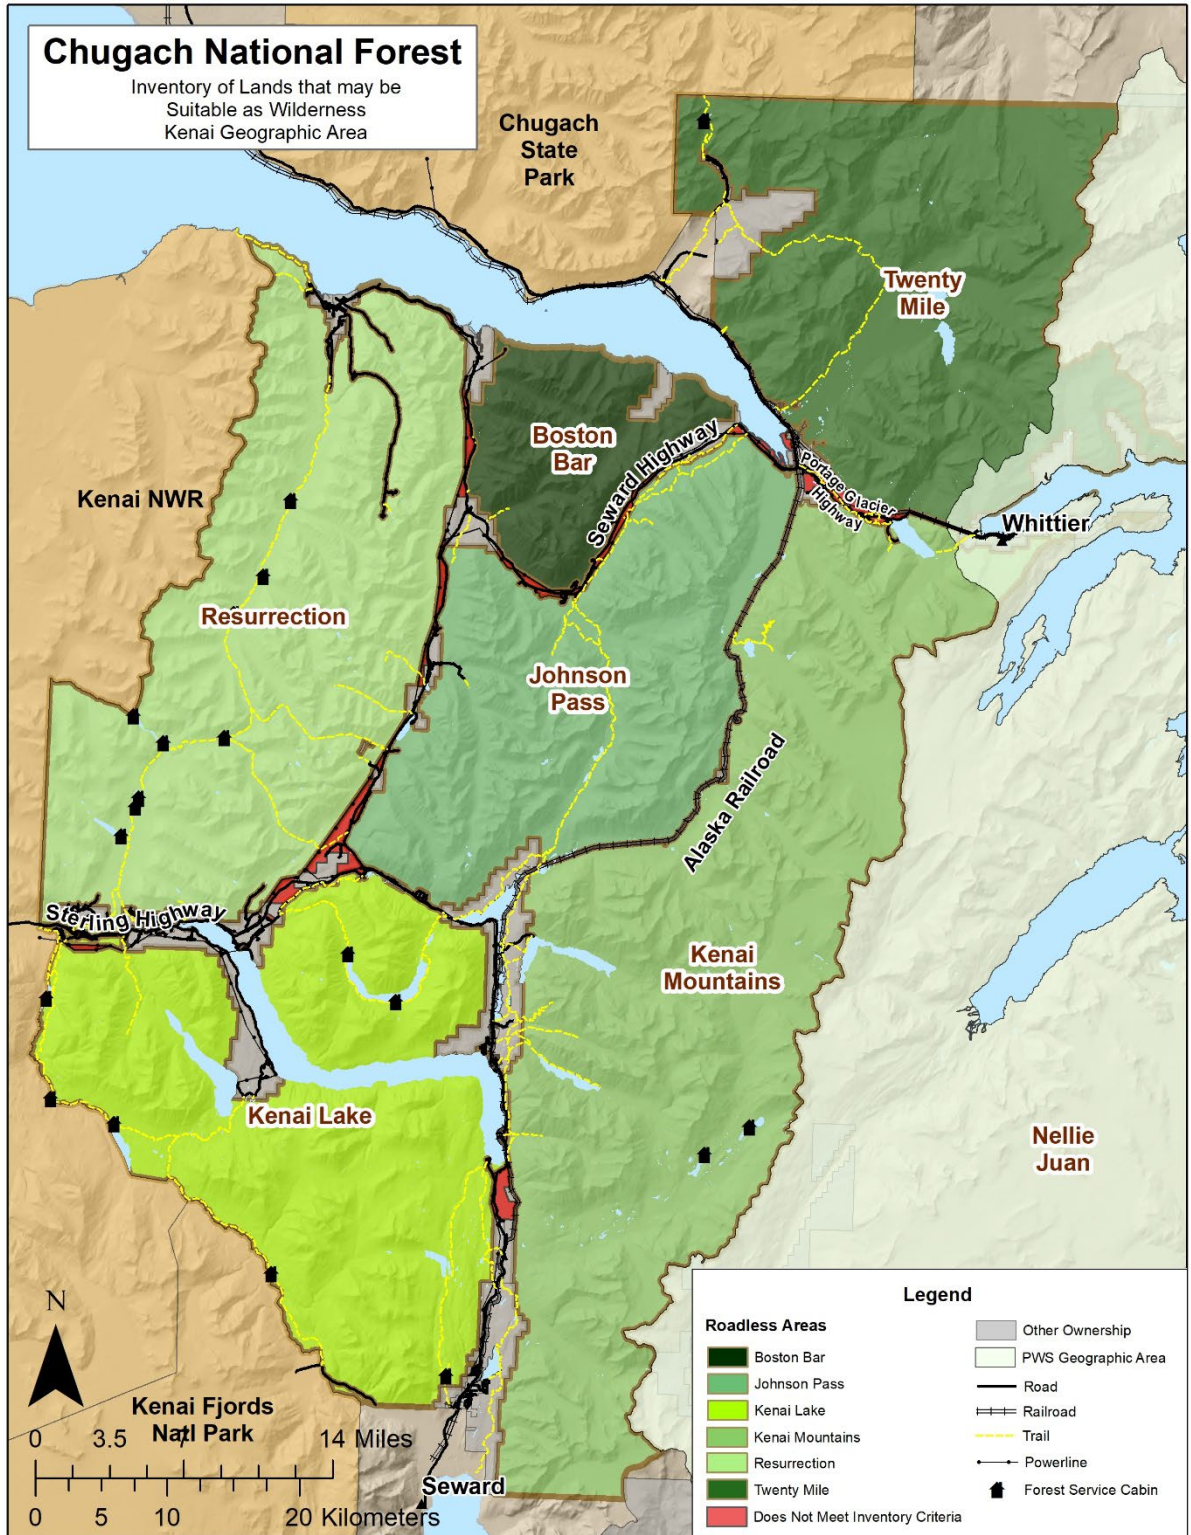 Chugach National Forest
Inventory of Lands that may be
Suitable as Wilderness
Kenai Geographic Area
Chugach
State
Park
Twenty
Mile
Boston
Bar
Seward Highway
Portage Glacier
Highway
Whittier
Kenai NWR
Resurrection
Johnson
Pass
Alaska Railroad
Sterling Highway
Kenai
Mountains
Kenai Lake
Nellie
Juan
N
Kenai Fjords
Natl Park
0 3.5 7 14 Miles
0 5 10 20 Kilometers
Seward
Legend
Roadless Areas
Boston Bar
Johnson Pass
Kenai Lake
Kenai Mountains
Resurrection
Twenty Mile
Does Not Meet Inventory Criteria
Other Ownership
PWS Geographic Area
Road
Railroad
Trail
Powerline
Forest Service Cabin